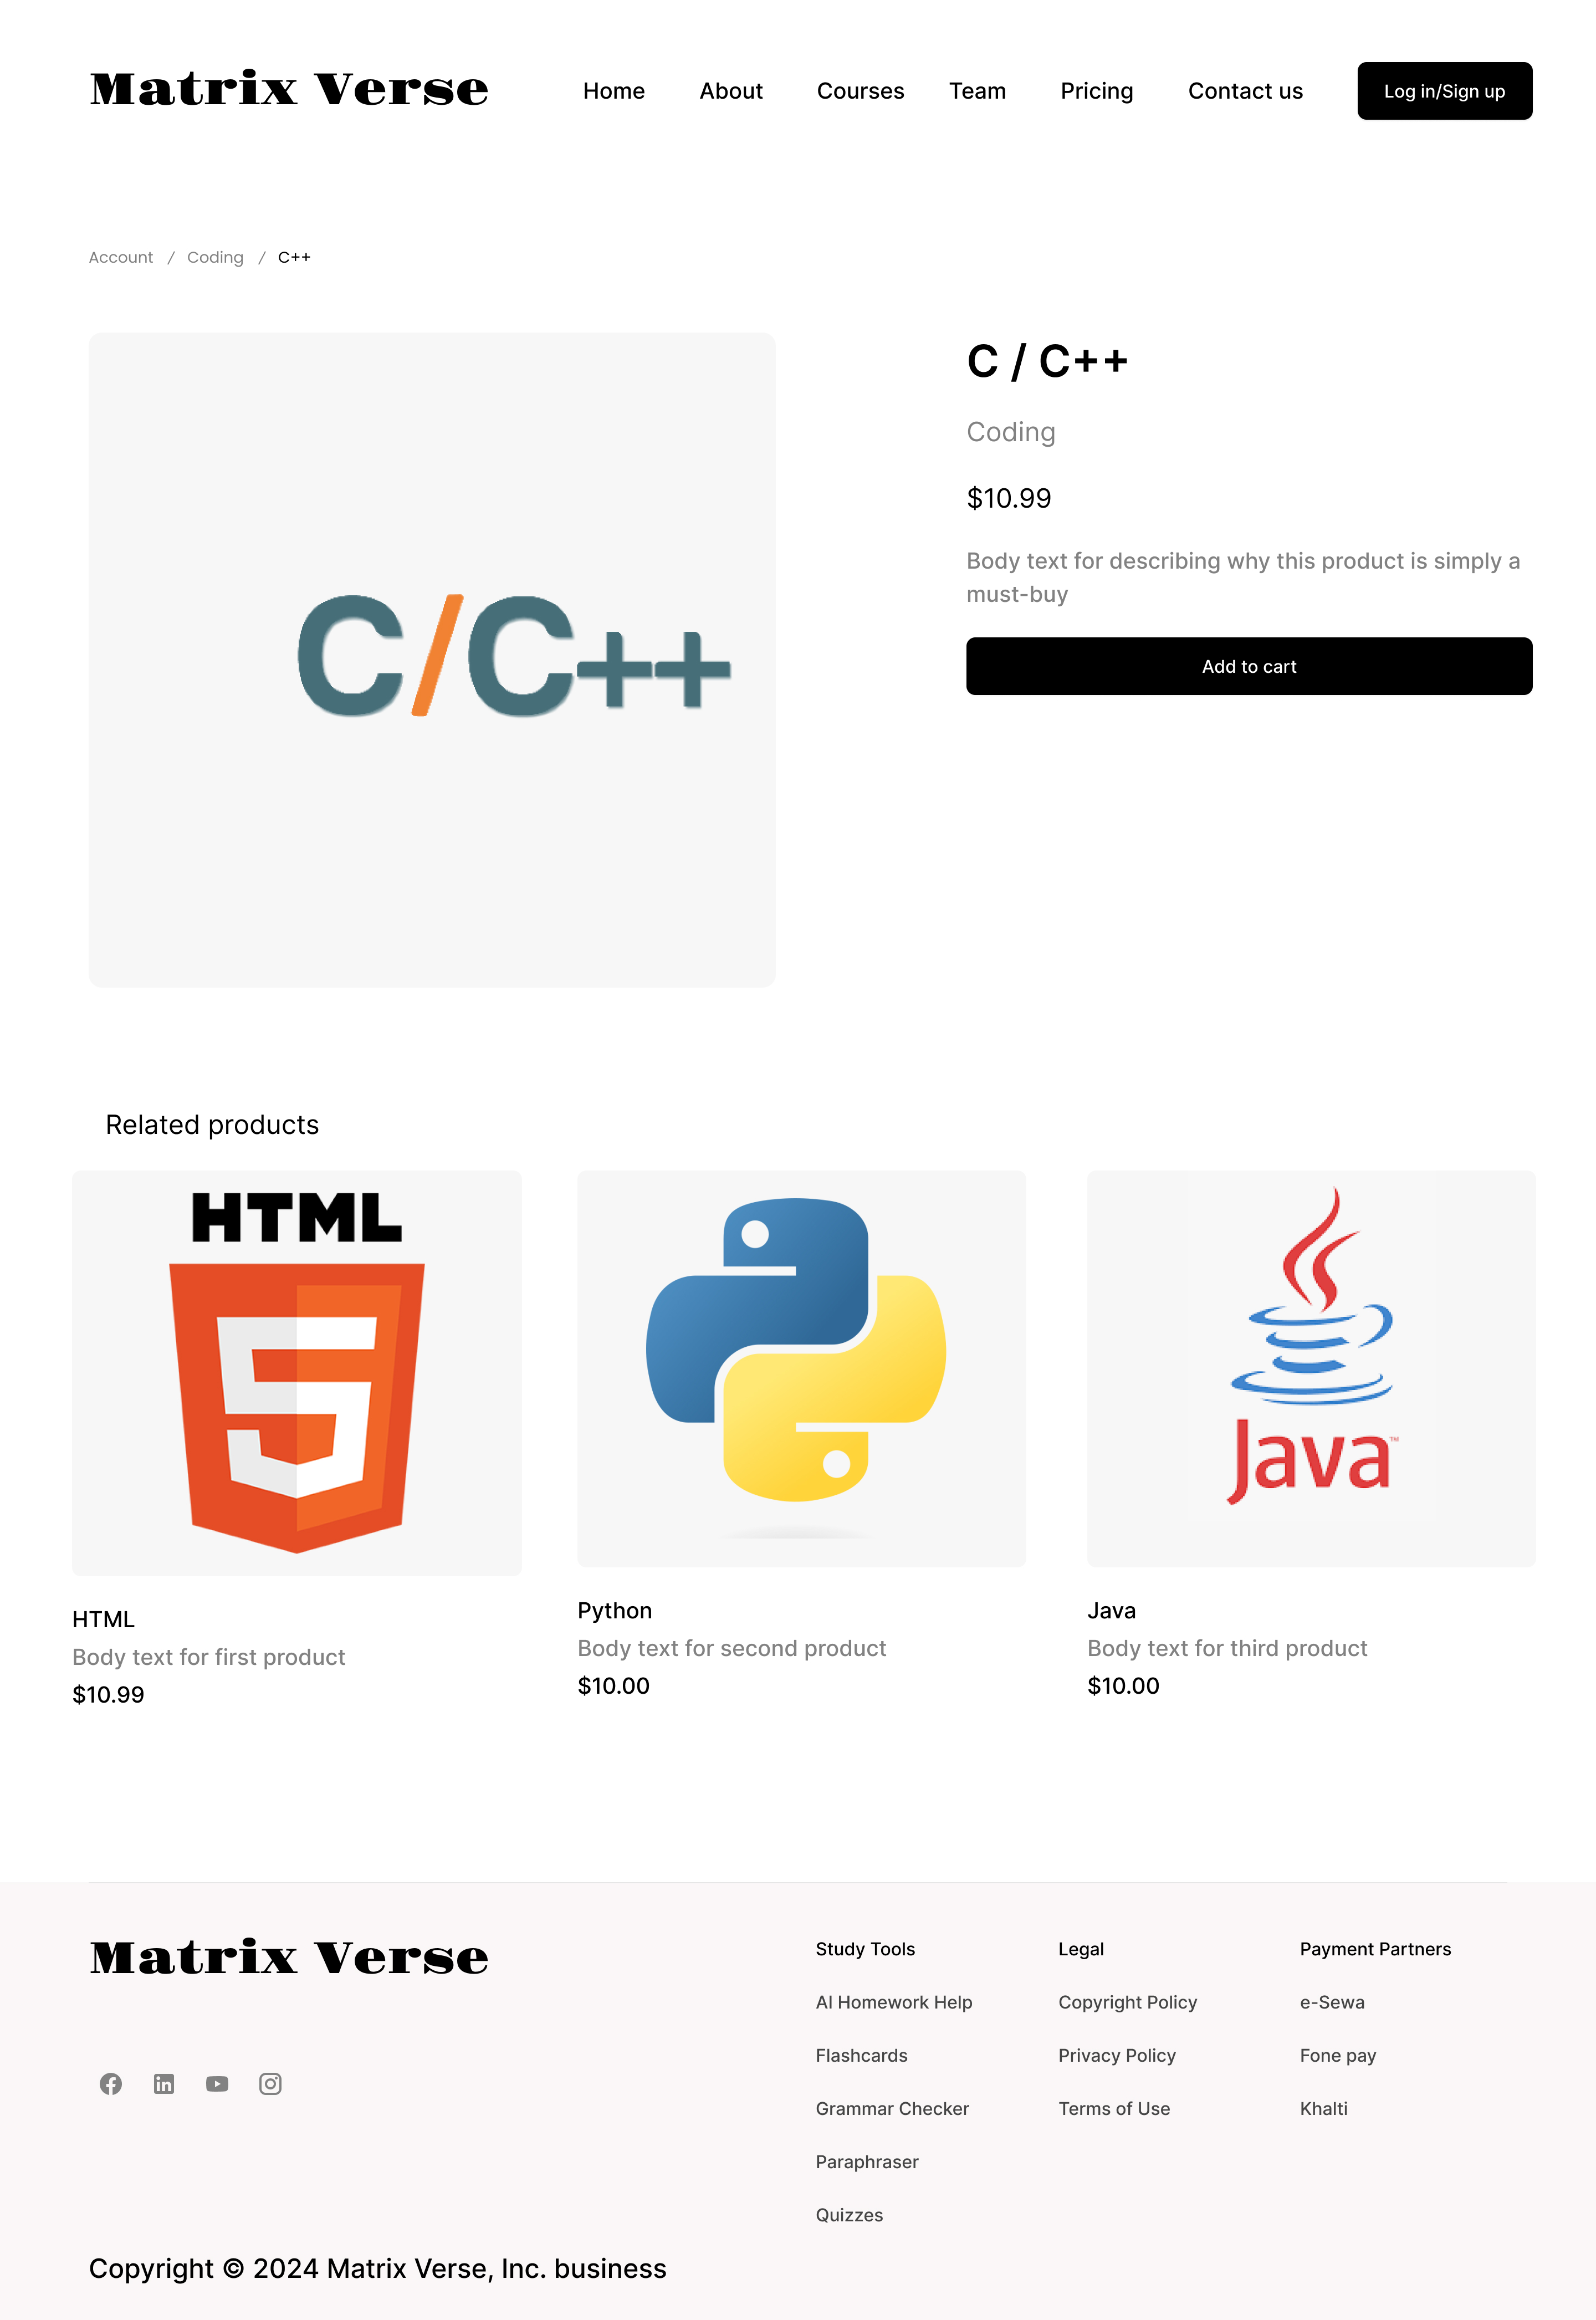 Matrix Verse
Home About Courses Team Pricing Contact us Log in/Sign up
Account / Coding / C++
C/C++
C / C++
Coding
$10.99
Body text for describing why this product is simply a
must-buy
Add to cart
Related products
HTML
5
Java™
HTML
Body text for first product
$10.99
Python
Body text for second product
$10.00
Java
Body text for third product
$10.00
Matrix Verse
Study Tools
AI Homework Help
Flashcards
Grammar Checker
Paraphraser
Quizzes
Legal
Copyright Policy
Privacy Policy
Terms of Use
Payment Partners
e-Sewa
Fone pay
Khalti
in
Copyright © 2024 Matrix Verse, Inc. business